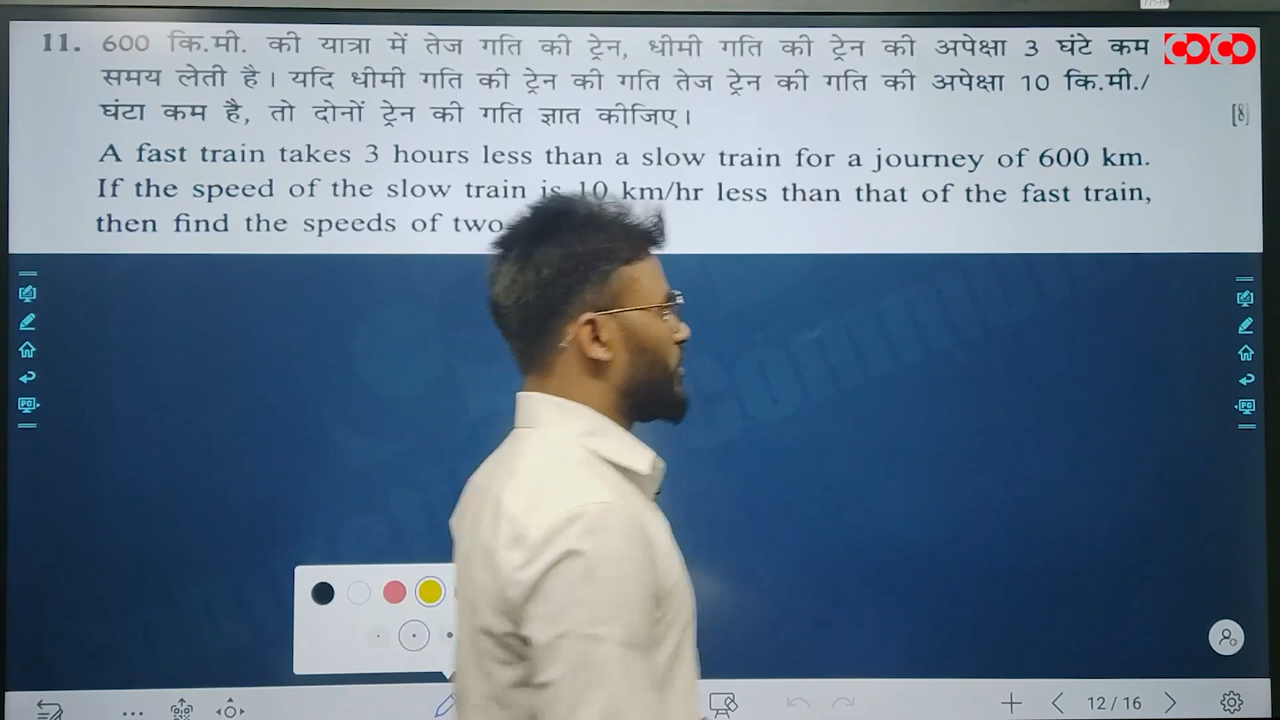 11. 600 कि.मी. की यात्रा में तेज गति की ट्रेन, धीमी गति की ट्रेन की अपेक्षा 3 घंटे कम
समय लेती है। यदि धीमी गति की ट्रेन की गति तेज ट्रेन की गति की अपेक्षा 10 कि.मी./
घंटा कम है, तो दोनों ट्रेन की गति ज्ञात कीजिए।
[8]
A fast train takes 3 hours less than a slow train for a journey of 600 km.
If the speed of the slow train is 10 km/hr less than that of the fast train,
then find the speeds of two
COCO
PC
PC
12 / 16